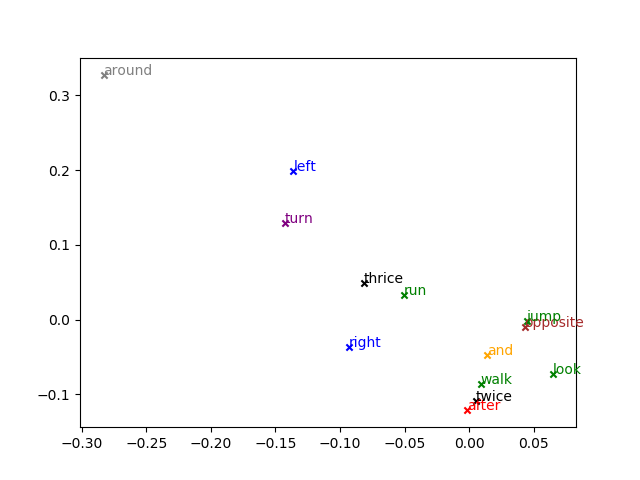 around
0.3
left
0.2
turn
0.1
thrice
run
0.0
jump
opposite
right
and
look
walk
−0.1
twice
after
−0.30 −0.25 −0.20 −0.15 −0.10 −0.05 0.00 0.05